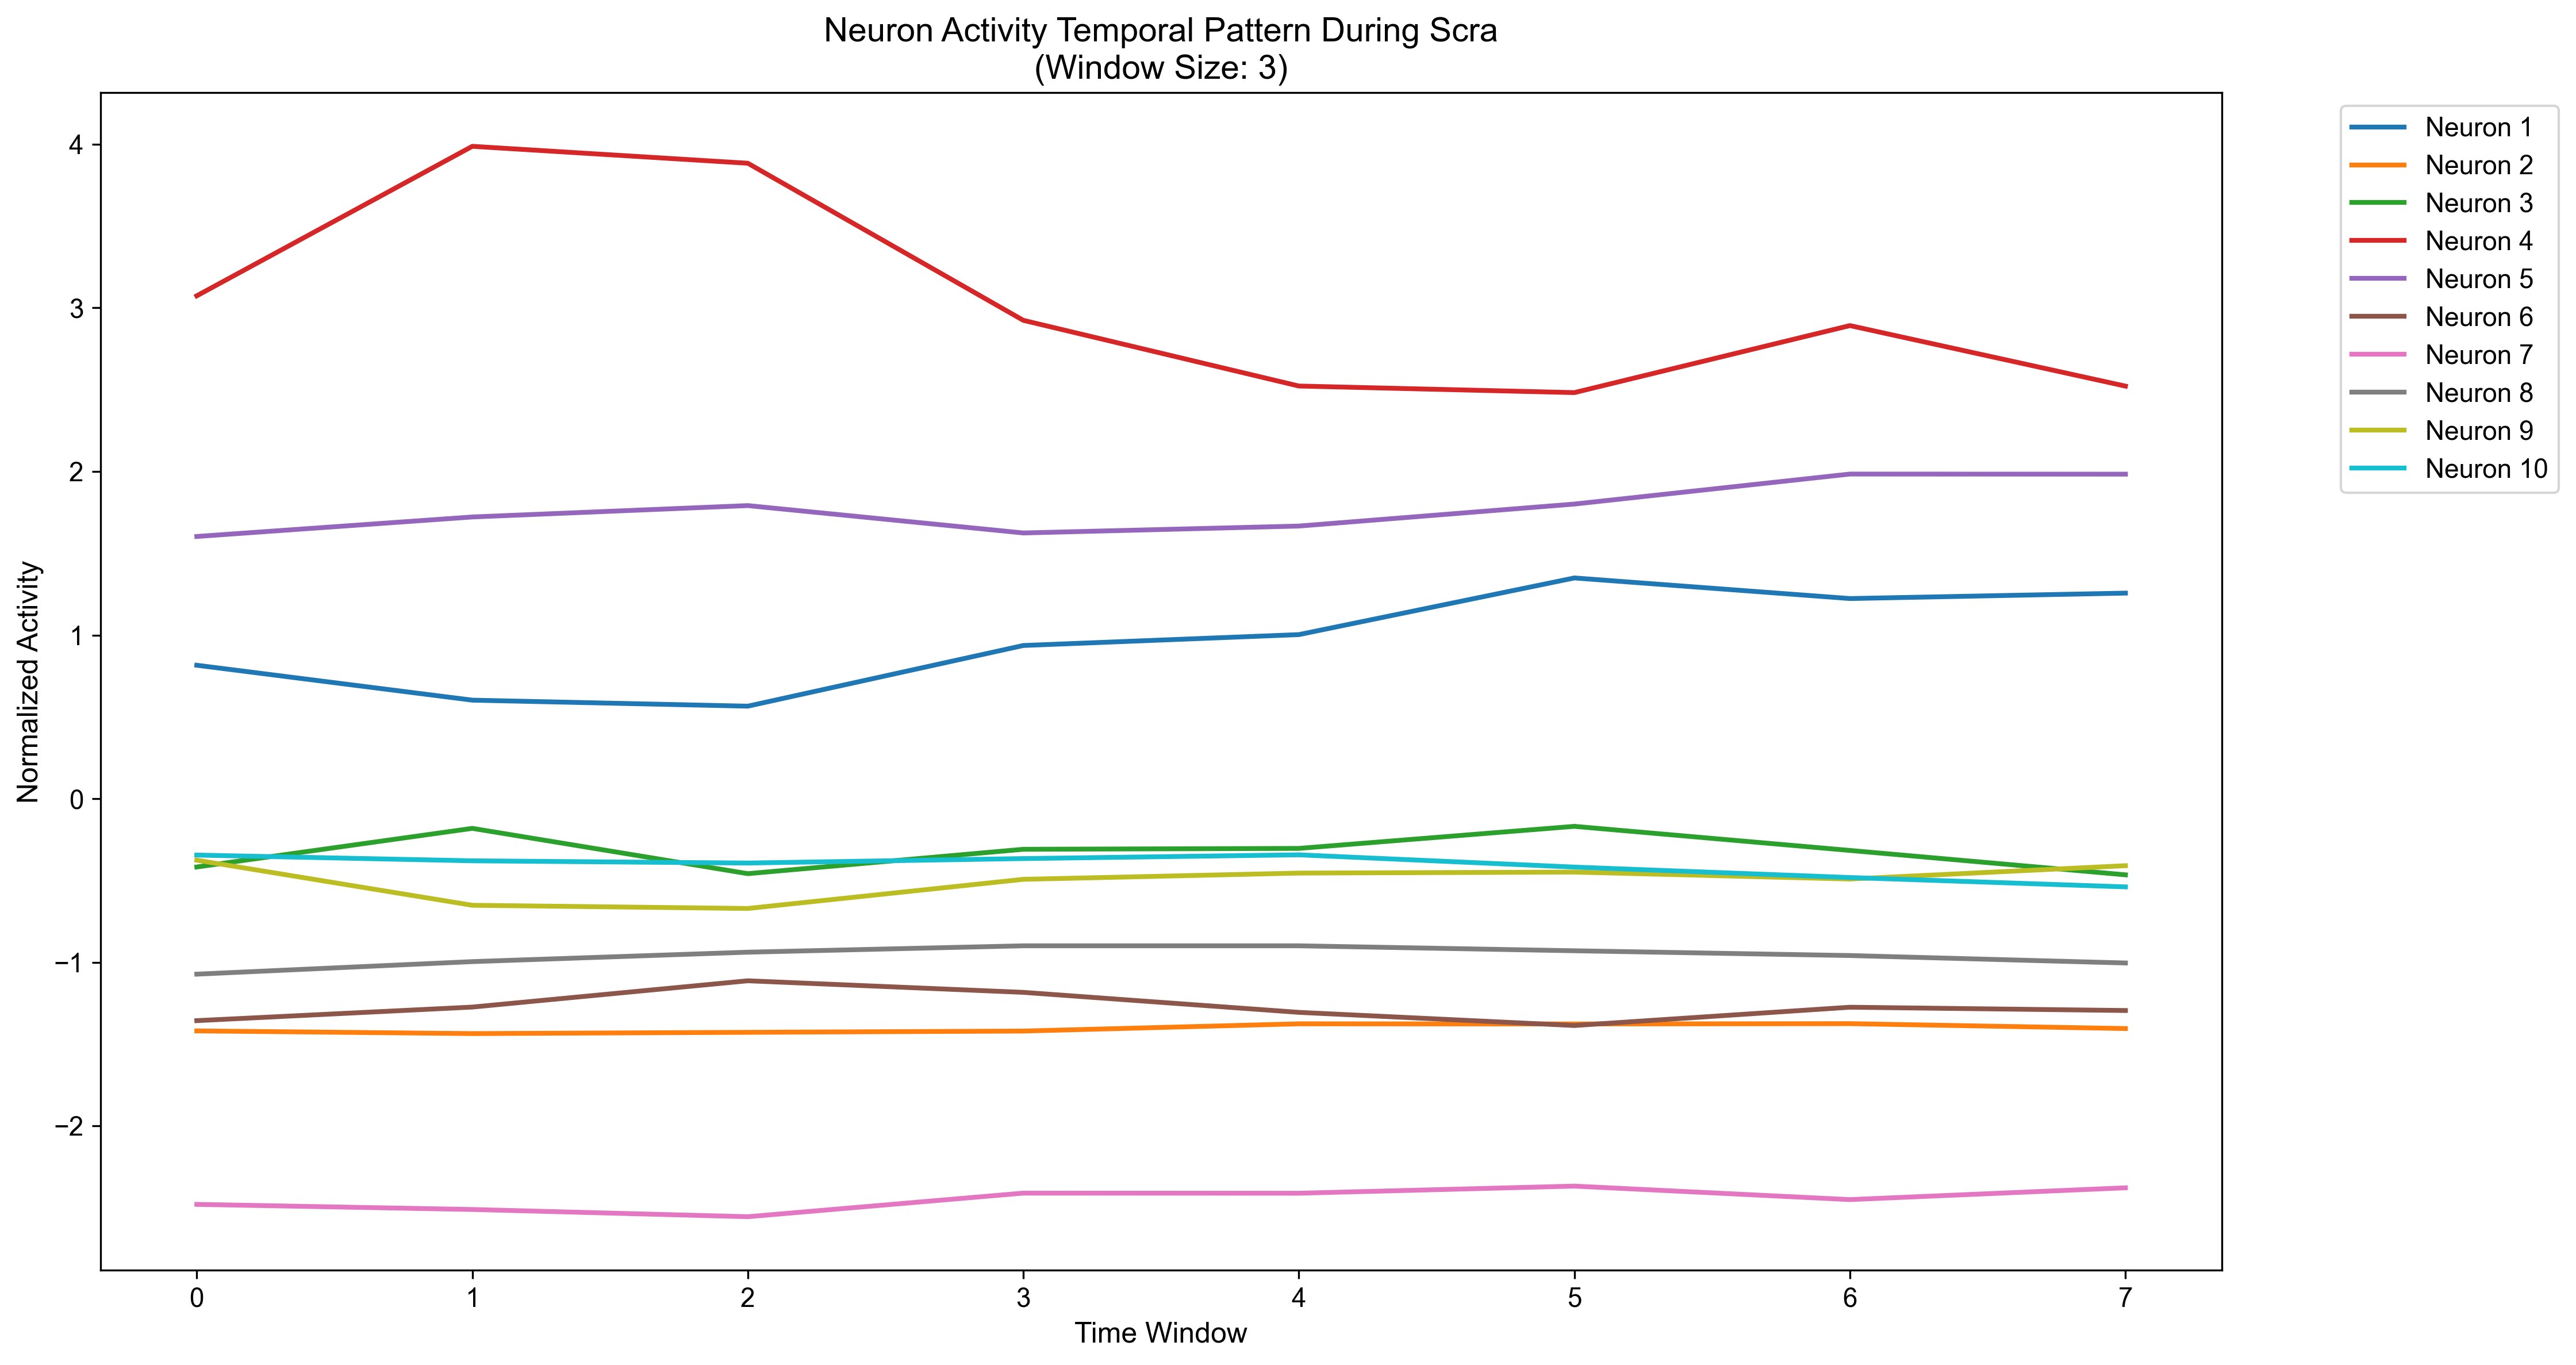 Neuron Activity Temporal Pattern During Scra
(Window Size: 3)
4
3
2
1
0
−1
−2
Normalized Activity
0 1 2 3 4 5 6 7
Time Window
Neuron 1
Neuron 2
Neuron 3
Neuron 4
Neuron 5
Neuron 6
Neuron 7
Neuron 8
Neuron 9
Neuron 10